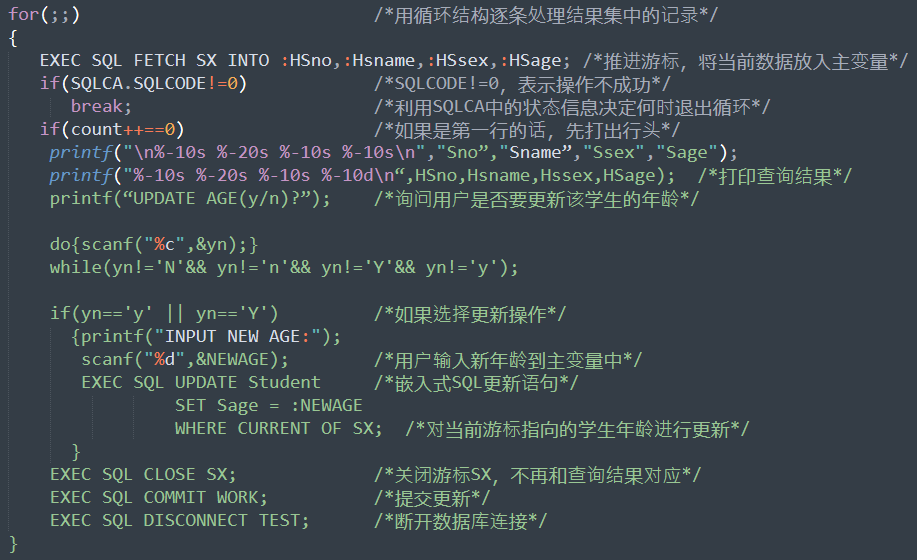 for(;;) /*用循环结构逐条处理结果集中的记录*/
{
EXEC SQL FETCH SX INTO :HSno,:Hsname,:HSsex,:HSage; /*推进游标，将当前数据放入主变量*/
if(SQLCA.SQLCODE!=0) /*SQLCODE!=0，表示操作不成功*/
break; /*利用SQLCA中的状态信息决定何时退出循环*/
if(count++==0) /*如果是第一行的话，先打出行头*/
printf("\n%-10s %-20s %-10s %-10s\n","Sno”,"Sname”,"Ssex","Sage");
printf("%-10s %-20s %-10s %-10d\n“,HSno,Hsname,Hssex,HSage); /*打印查询结果*/
printf(“UPDATE AGE(y/n)?”); /*询问用户是否要更新该学生的年龄*/
do{scanf("%c",&yn);}
while(yn!='N'&& yn!='n'&& yn!='Y'&& yn!='y');
if(yn=='y' || yn=='Y') /*如果选择更新操作*/
{printf("INPUT NEW AGE:");
scanf("%d",&NEWAGE); /*用户输入新年龄到主变量中*/
EXEC SQL UPDATE Student /*嵌入式SQL更新语句*/
SET Sage = :NEWAGE
WHERE CURRENT OF SX; /*对当前游标指向的学生年龄进行更新*/
}
EXEC SQL CLOSE SX; /*关闭游标SX，不再和查询结果对应*/
EXEC SQL COMMIT WORK; /*提交更新*/
EXEC SQL DISCONNECT TEST; /*断开数据库连接*/
}